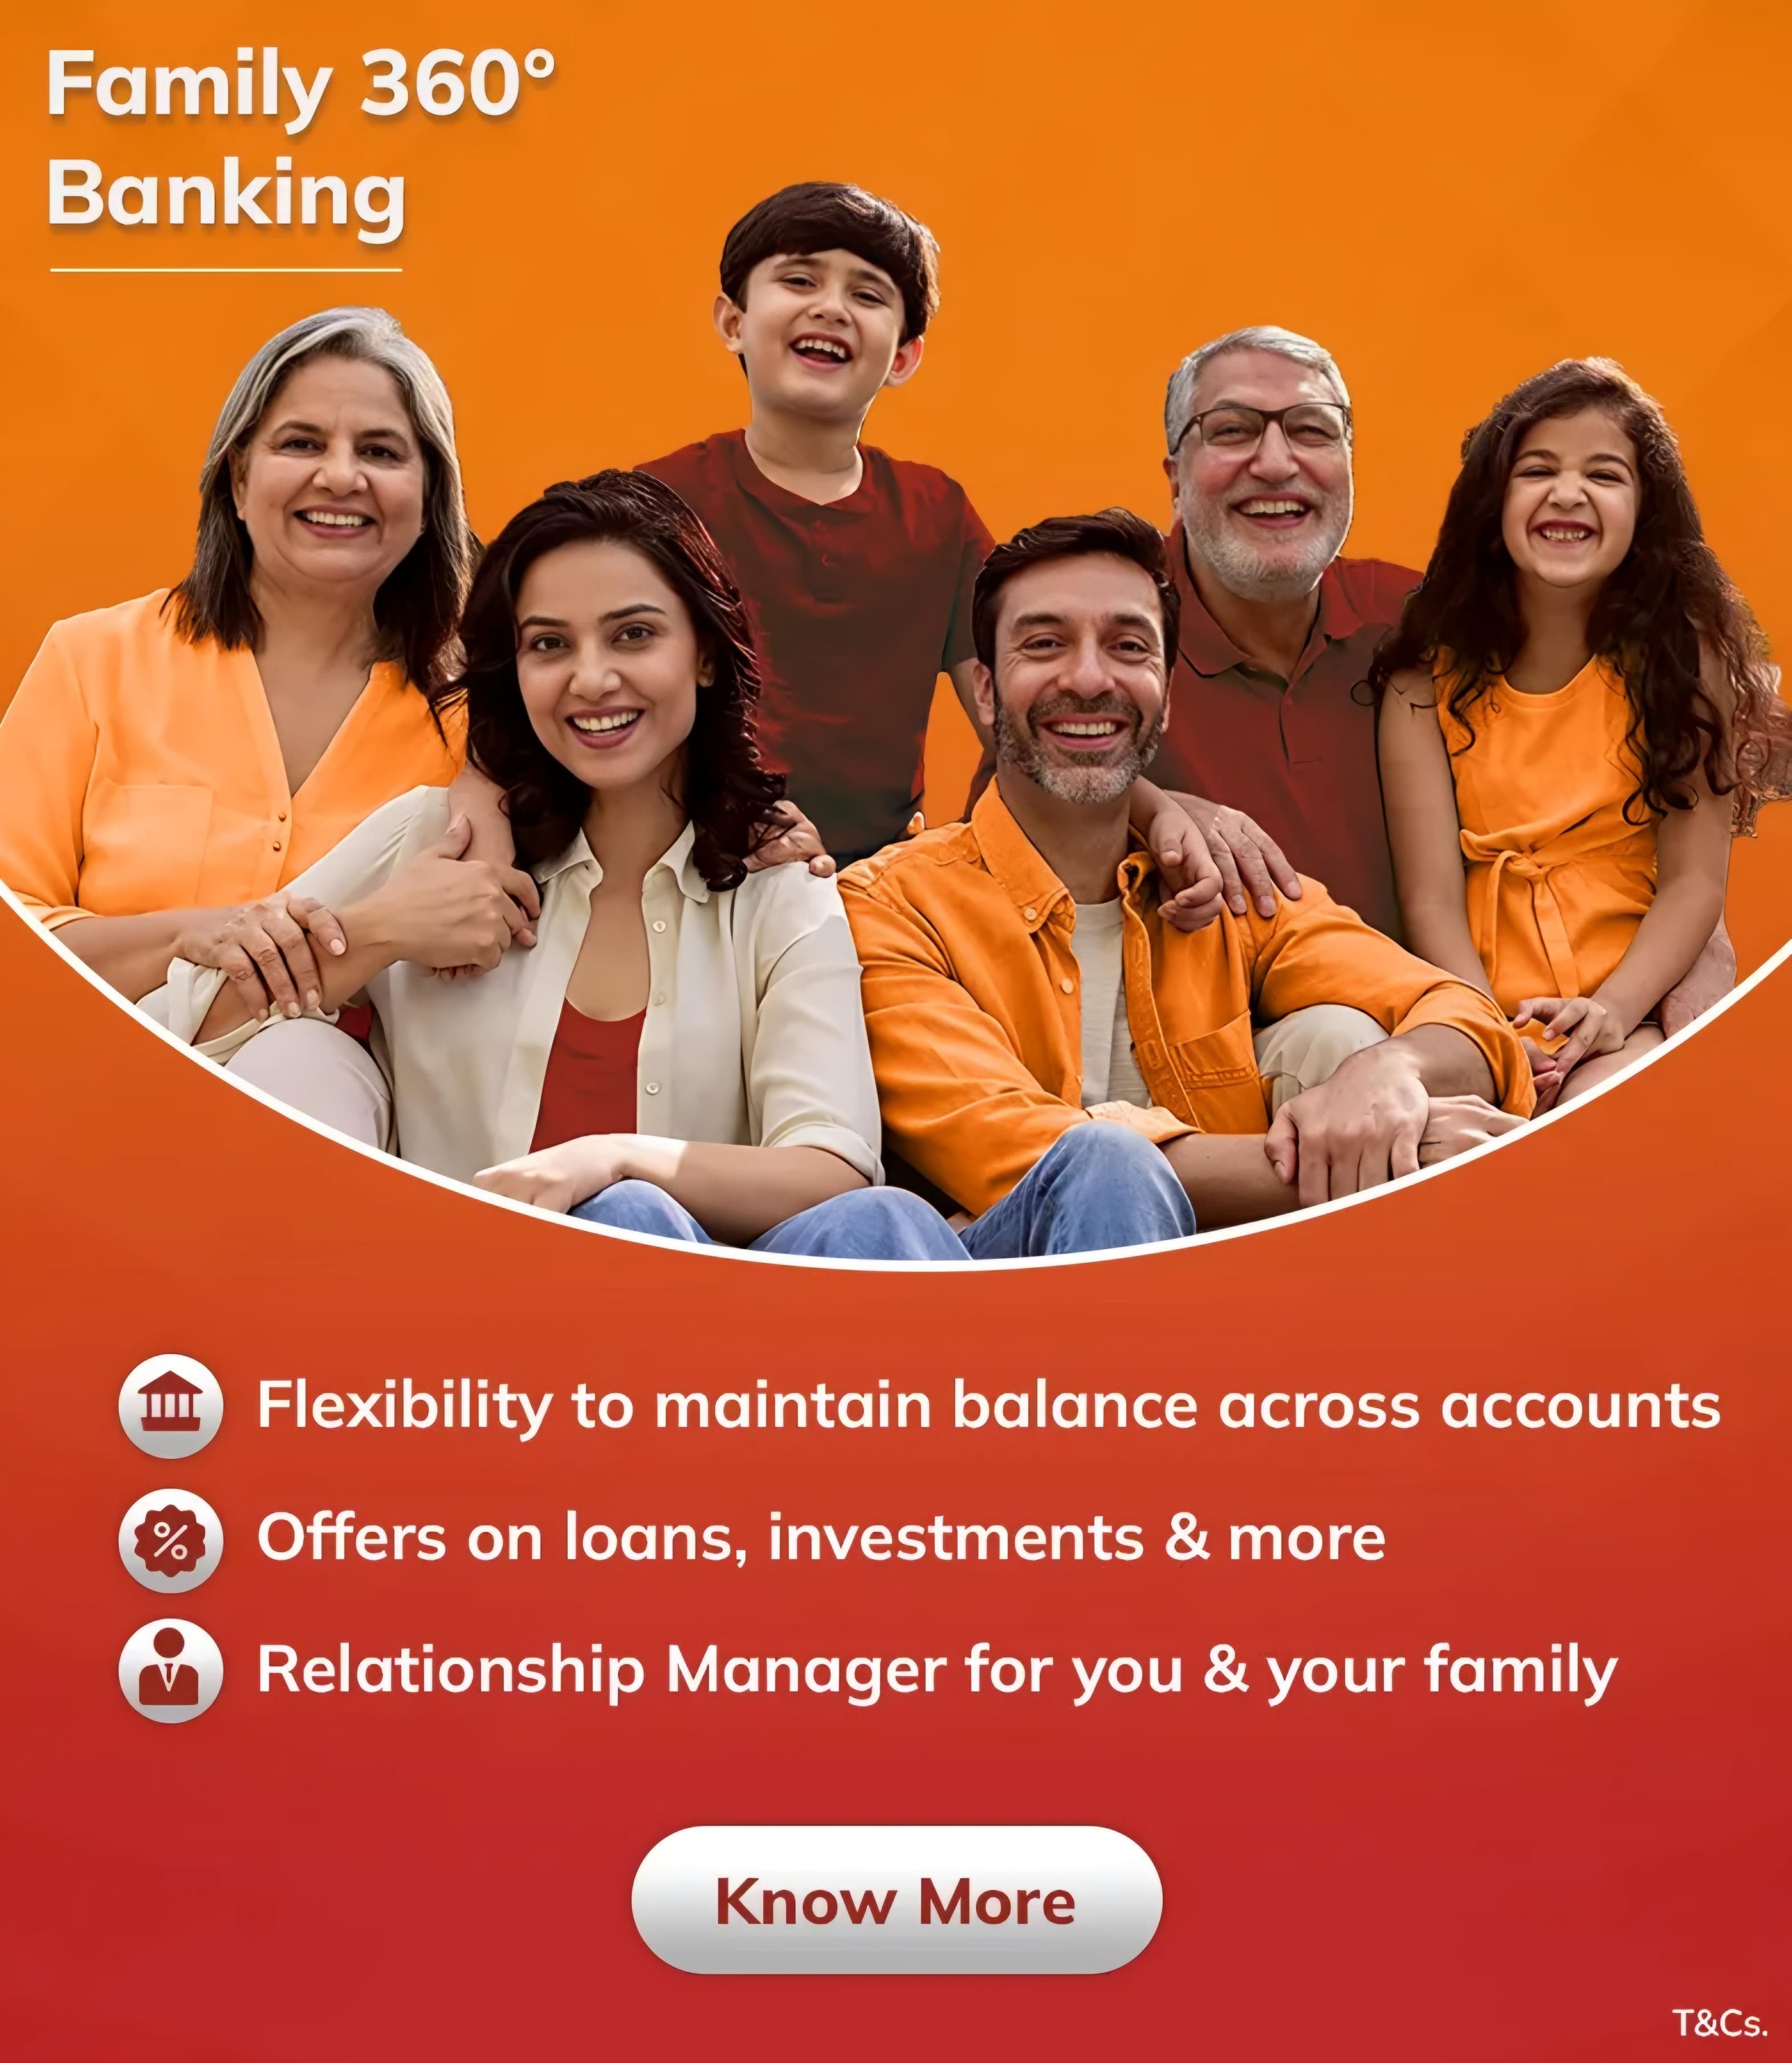 Family 360°
Banking
Flexibility to maintain balance across accounts
Offers on loans, investments & more
Relationship Manager for you & your family
Know More
T&Cs.